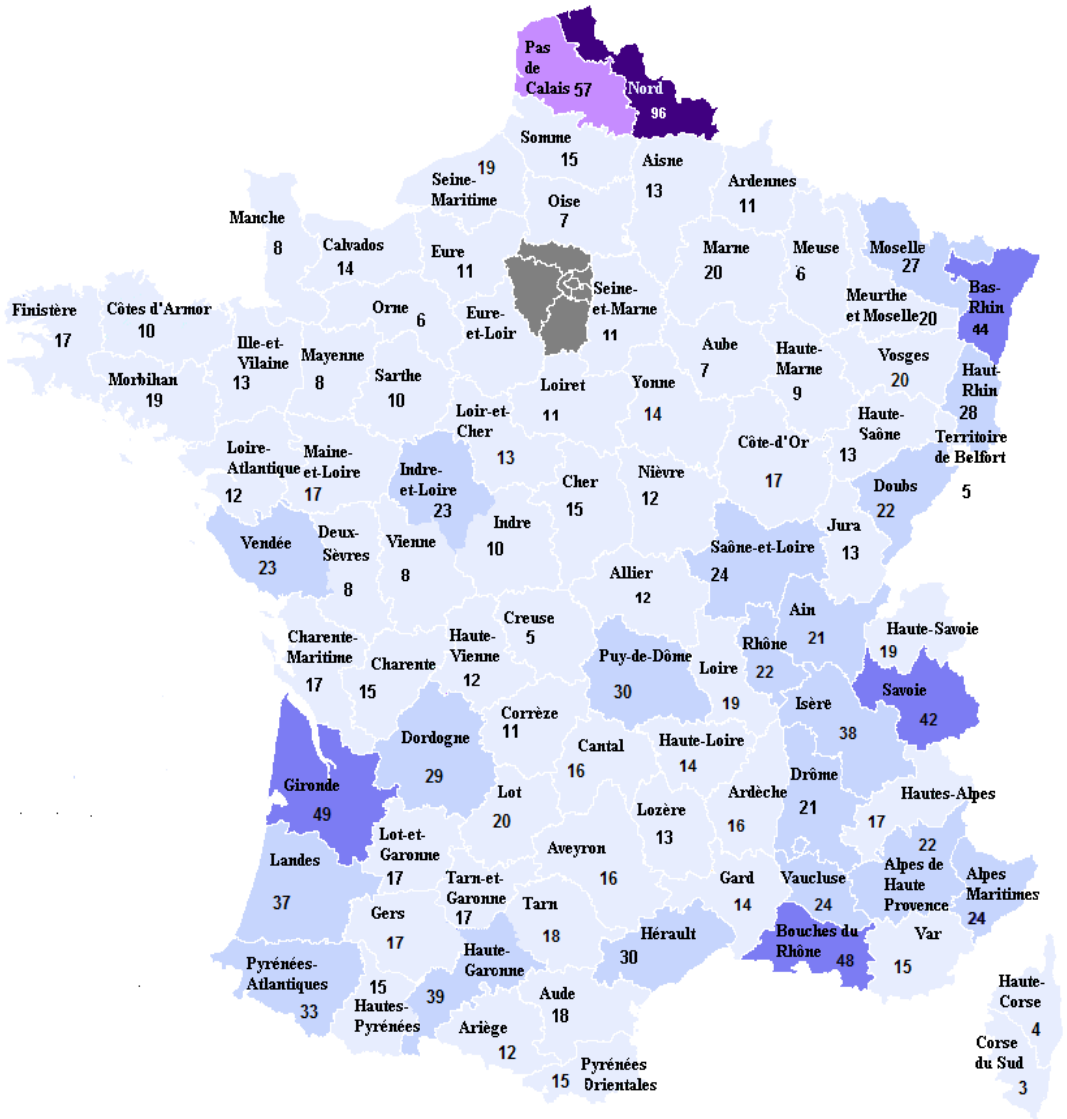 Pas
de
Calais 57
Nord
96
Somme
15
19
Seine-
Maritime
Aisne
13
Ardennes
11
Oise
7
Manche
8
Calvados
14
Eure
11
Marne
20
Meuse
6
Moselle
27
Bas-
Rhin
44
Meurthe
et Moselle 20
Seine-
et-Marne
11
Finistère
17
Côtes d'Armor
10
Orne
6
Eure-
et-Loir
Ille-et-
Vilaine
13
Mayenne
8
Morbihan
19
Sarthe
10
Aube
7
Haute-
Marne
9
Vosges
20
Haut-
Rhin
28
Loiret
11
Yonne
14
Loir-et-
Cher
13
Haute-
Saône
13
Territoire
de Belfort
5
Côte-d'Or
17
Loire-
Atlantique
12
Maine-
et-Loire
17
Indre-
et-Loire
23
Cher
15
Nièvre
12
Doubs
22
Indre
10
Jura
13
Vendée
23
Deux-
Sèvres
8
Vienne
8
Saône-et-Loire
24
Allier
12
Ain
21
Creuse
5
Haute-Savoie
19
Charente-
Maritime
17
Charente
15
Haute-
Vienne
12
Puy-de-Dôme
30
Loire
19
Rhône
22
Savoie
42
Isère
38
Corrèze
11
Dordogne
29
Cantal
16
Haute-Loire
14
Gironde
49
Drôme
21
Hautes-Alpes
17
Lot
20
Lozère
13
Ardèche
16
Lot-et-
Garonne
17
Aveyron
16
22
Alpes de
Haute
Provence
Alpes
Maritimes
24
Landes
37
Tarn-et-
Garonne
17
Tarn
18
Gard
14
Vaucluse
24
Gers
17
Hérault
30
Bouches du
Rhône 48
Var
15
Haute-
Garonne
39
Pyrénées-
Atlantiques
33
15
Hautes-
Pyrénées
Aude
18
Ariège
12
Haute-
Corse
4
Corse
du Sud
3
Pyrénées
15 Orientales